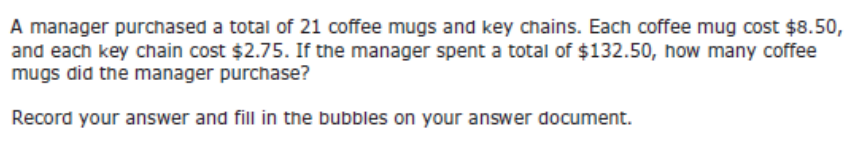 A manager purchased a total of 21 coffee mugs and key chains. Each coffee mug cost $8.50,
and each key chain cost $2.75. If the manager spent a total of $132.50, how many coffee
mugs did the manager purchase?
Record your answer and fill in the bubbles on your answer document.